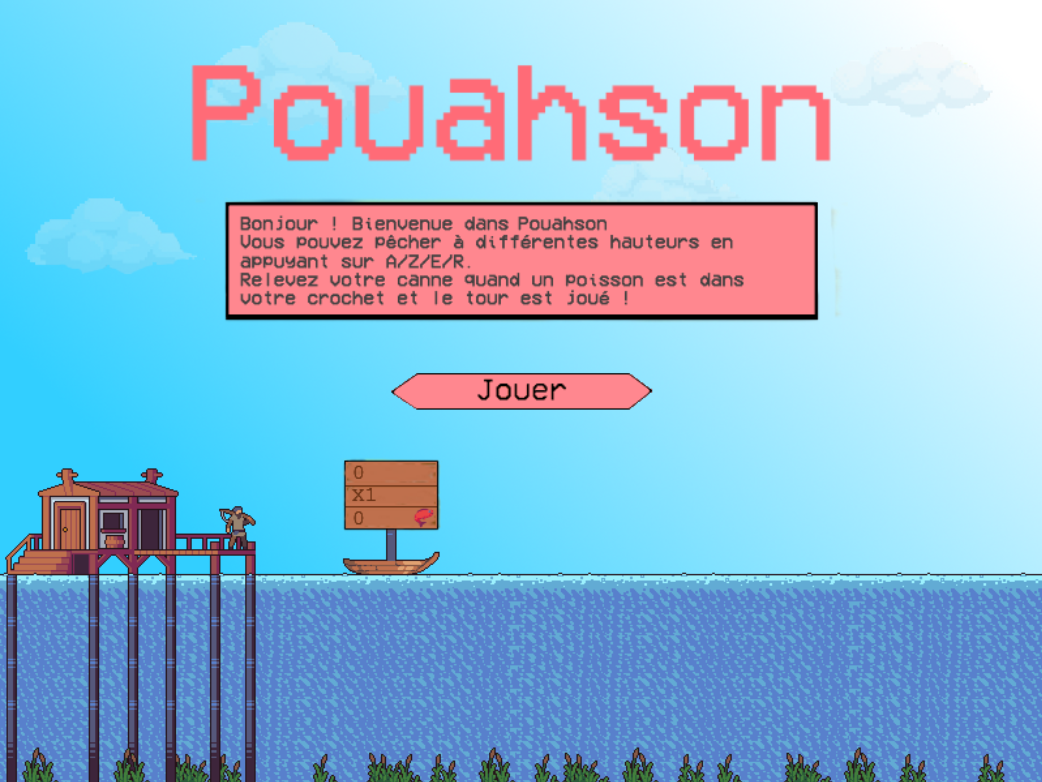 Pouahson
Bonjour ! Bienvenue dans Pouahson
Vous pouvez pêcher à différentes hauteurs en
appuyant sur A/Z/E/R.
Relevez votre canne quand un poisson est dans
votre crochet et le tour est joué !
Jouer
0
X1
0